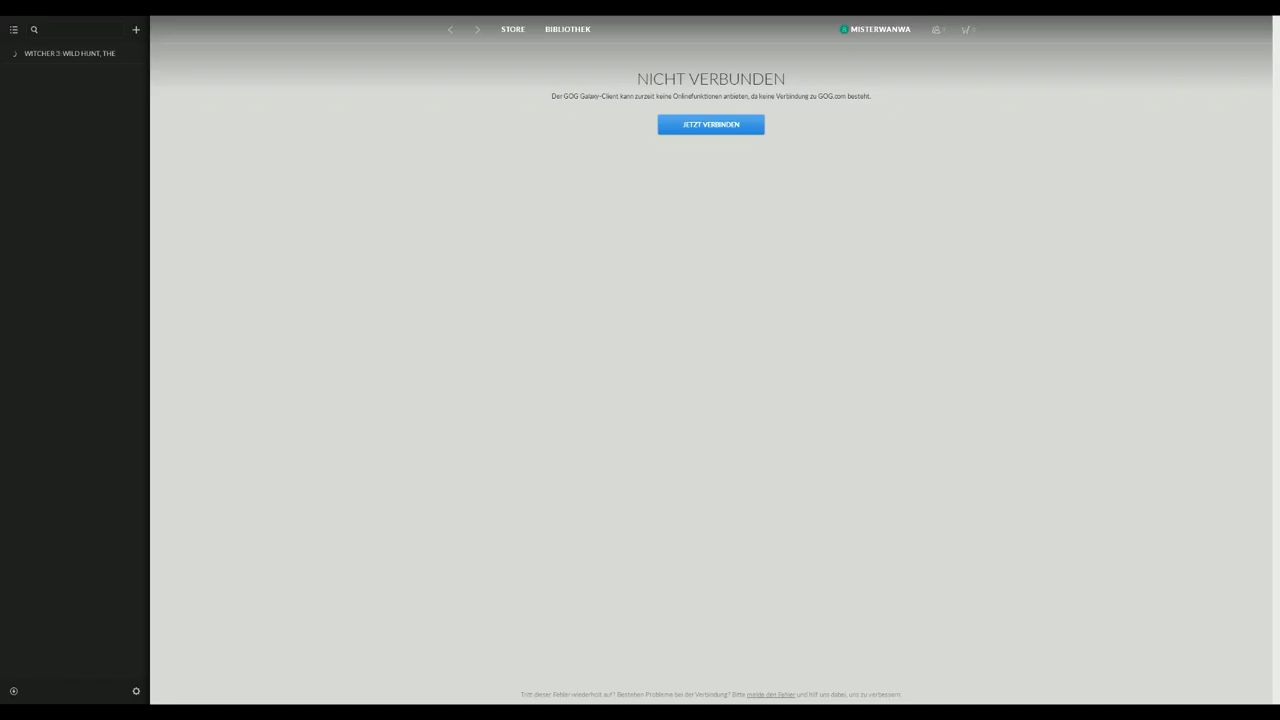 STORE
BIBLIOTHEK
MISTERWANWA
WITCHER 3: WILD HUNT, THE
NICHT VERBUNDEN
Der GOG Galaxy-Client kann zurzeit keine Onlinefunktionen anbieten, da keine Verbindung zu GOG.com besteht.
JETZT VERBINDEN
Tritt dieser Fehler wiederholt auf? Bestehen Probleme bei der Verbindung? Bitte melde den Fehler und hilf uns dabei, uns zu verbessern